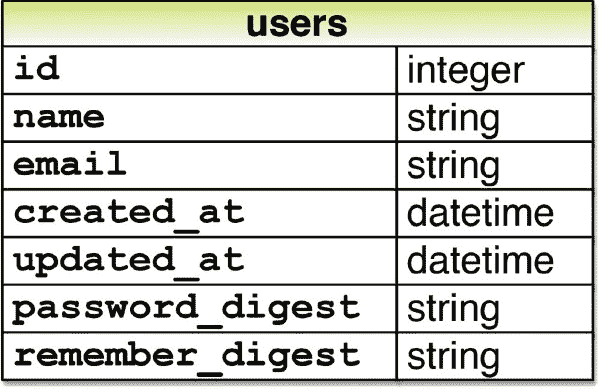 users
id integer
name string
email string
created_at datetime
updated_at datetime
password_digest string
remember_digest string